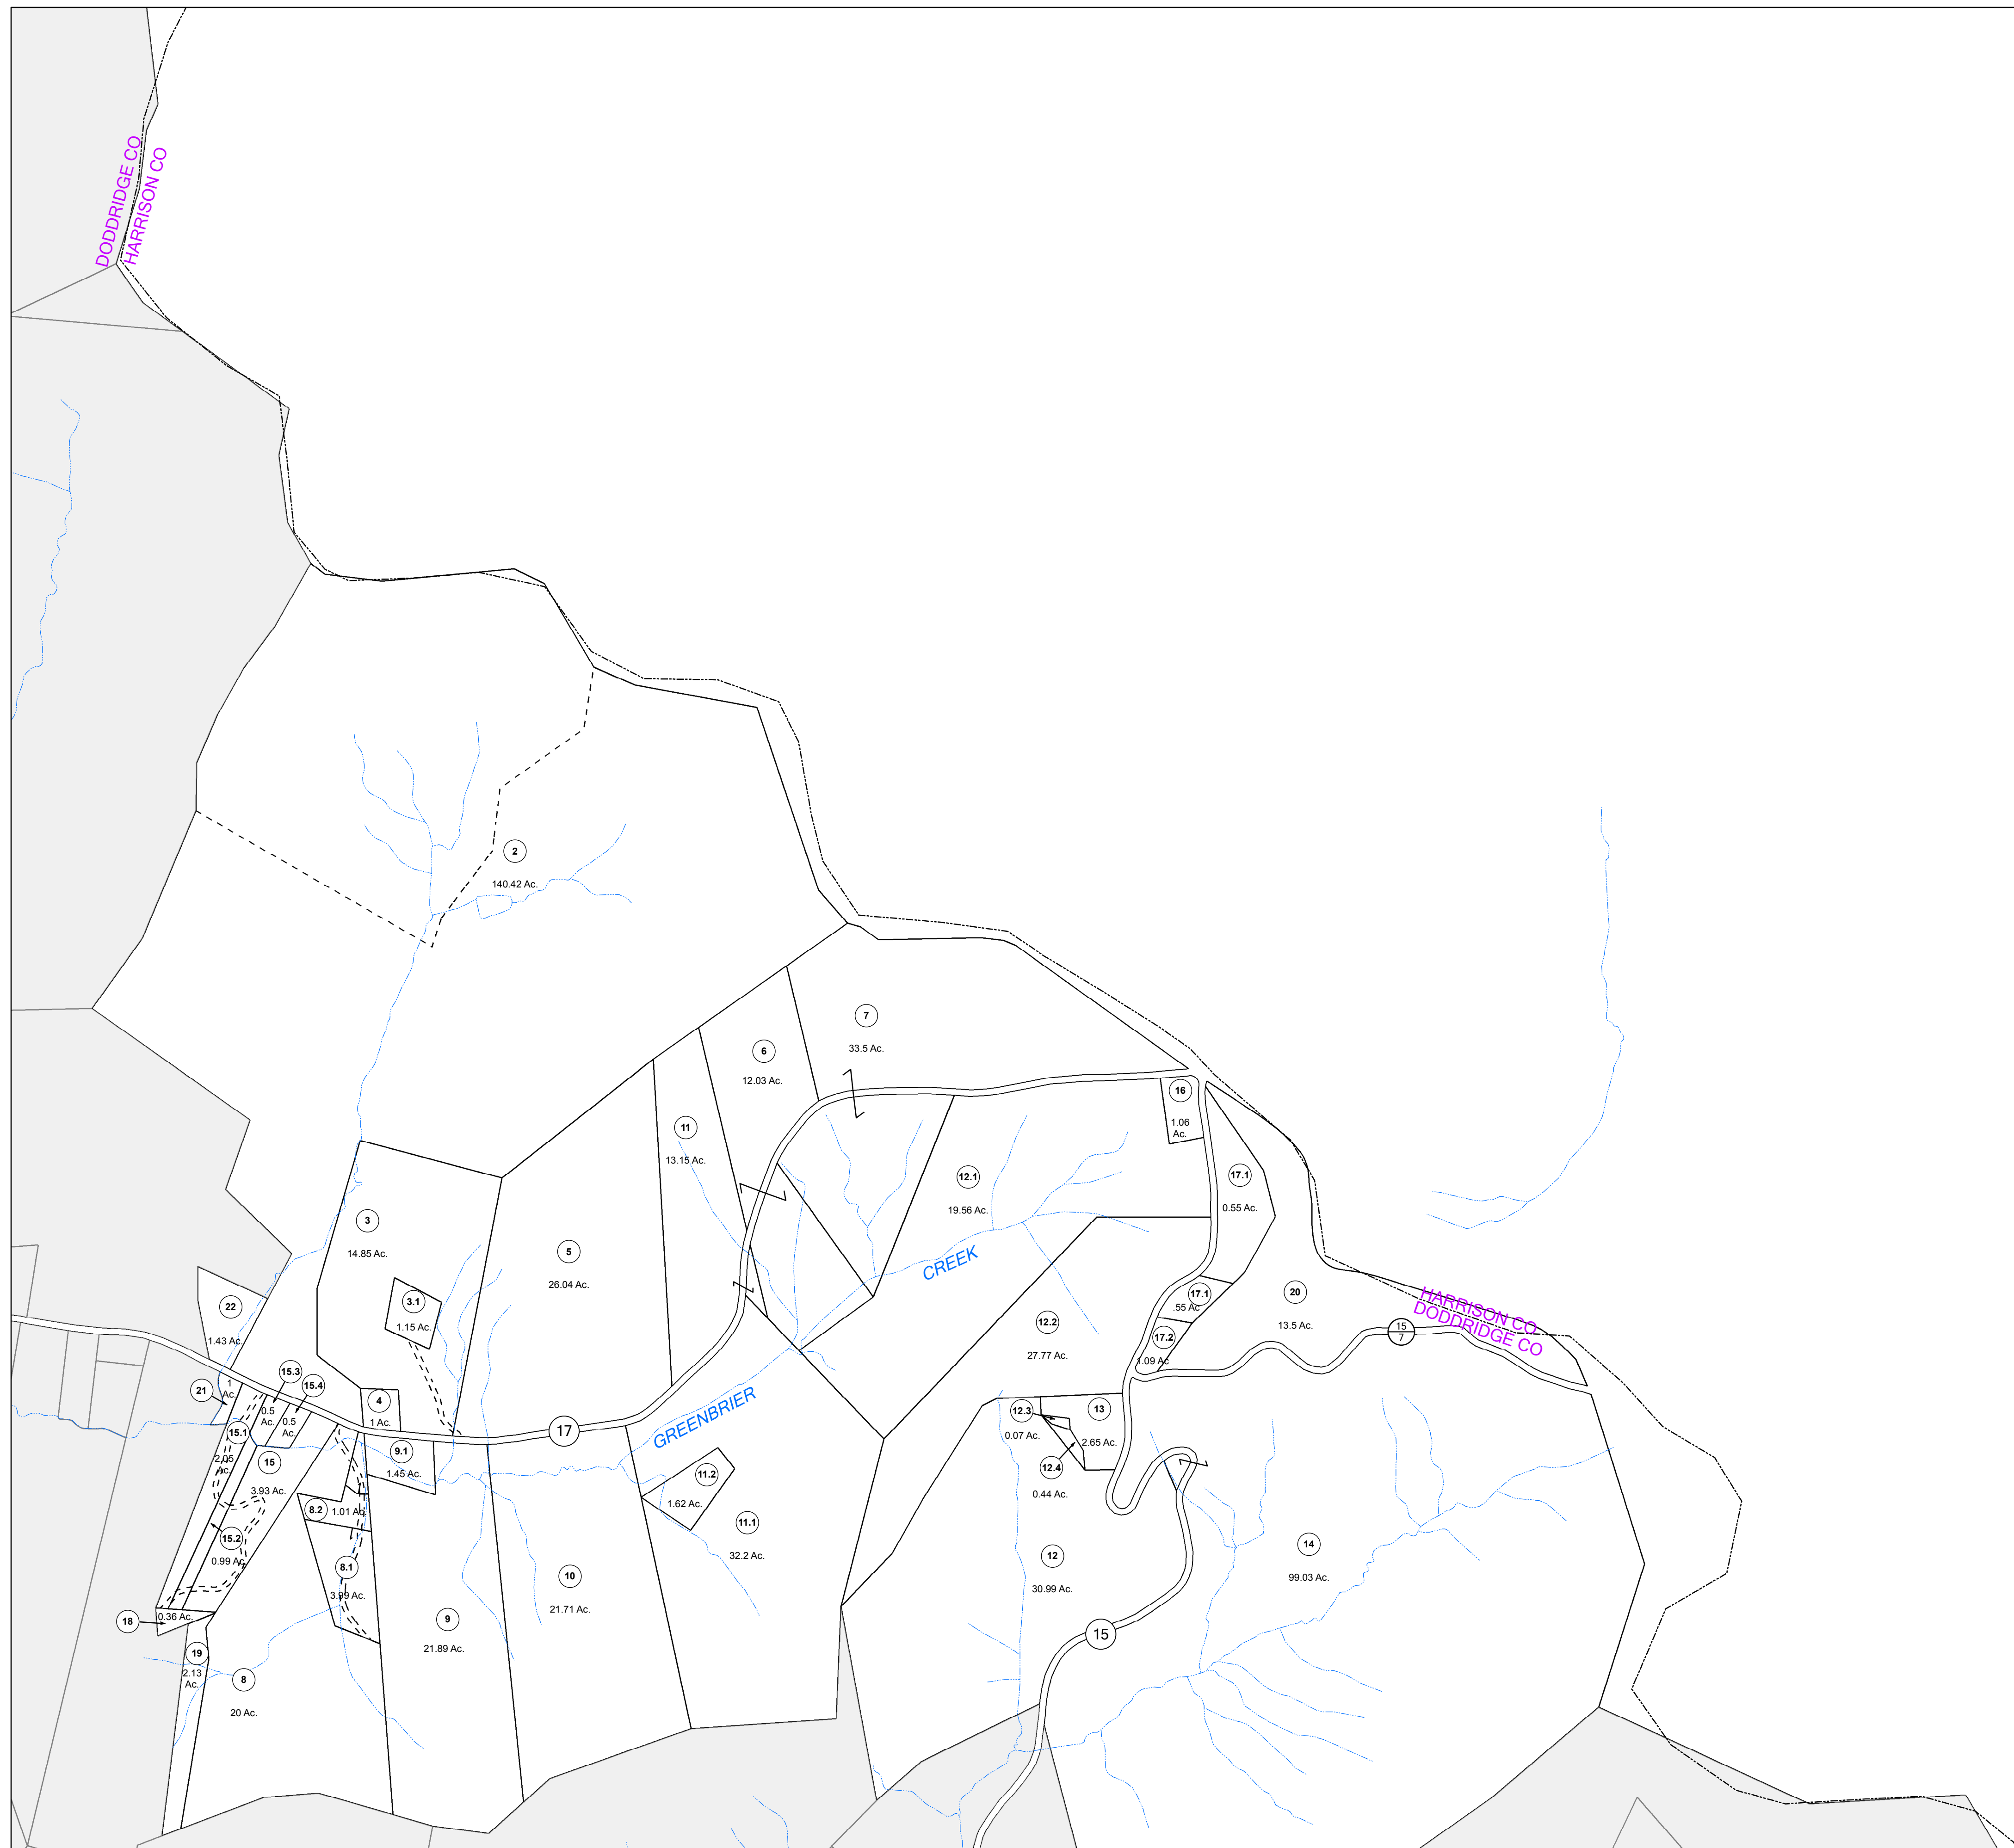 DODDRIDGE CO
HARRISON CO
2
140.42 Ac.
7
33.5 Ac.
6
12.03 Ac.
16
1.06
Ac.
11
13.15 Ac.
12.1
19.56 Ac.
17.1
0.55 Ac.
3
14.85 Ac.
5
26.04 Ac.
CREEK
17.1
.55 Ac
20
13.5 Ac.
HARRISON CO
DODDRIDGE CO
15
7
3.1
1.15 Ac.
22
1.43 Ac.
12.2
27.77 Ac.
17.2
1.09 Ac
15.3
15.4
21
1
Ac.
0.5
Ac.
0.5
Ac.
4
1 Ac.
17
GREENBRIER
12.3
0.07 Ac.
13
2.65 Ac.
15.1
2.05
Ac.
15
3.93 Ac.
9.1
1.45 Ac.
12.4
0.44 Ac.
11.2
1.62 Ac.
8.2
1.01 Ac.
11.1
32.2 Ac.
15.2
0.99 Ac.
8.1
3.99 Ac.
12
30.99 Ac.
14
99.03 Ac.
10
21.71 Ac.
18
0.36 Ac.
9
21.89 Ac.
15
19
2.13
Ac.
8
20 Ac.